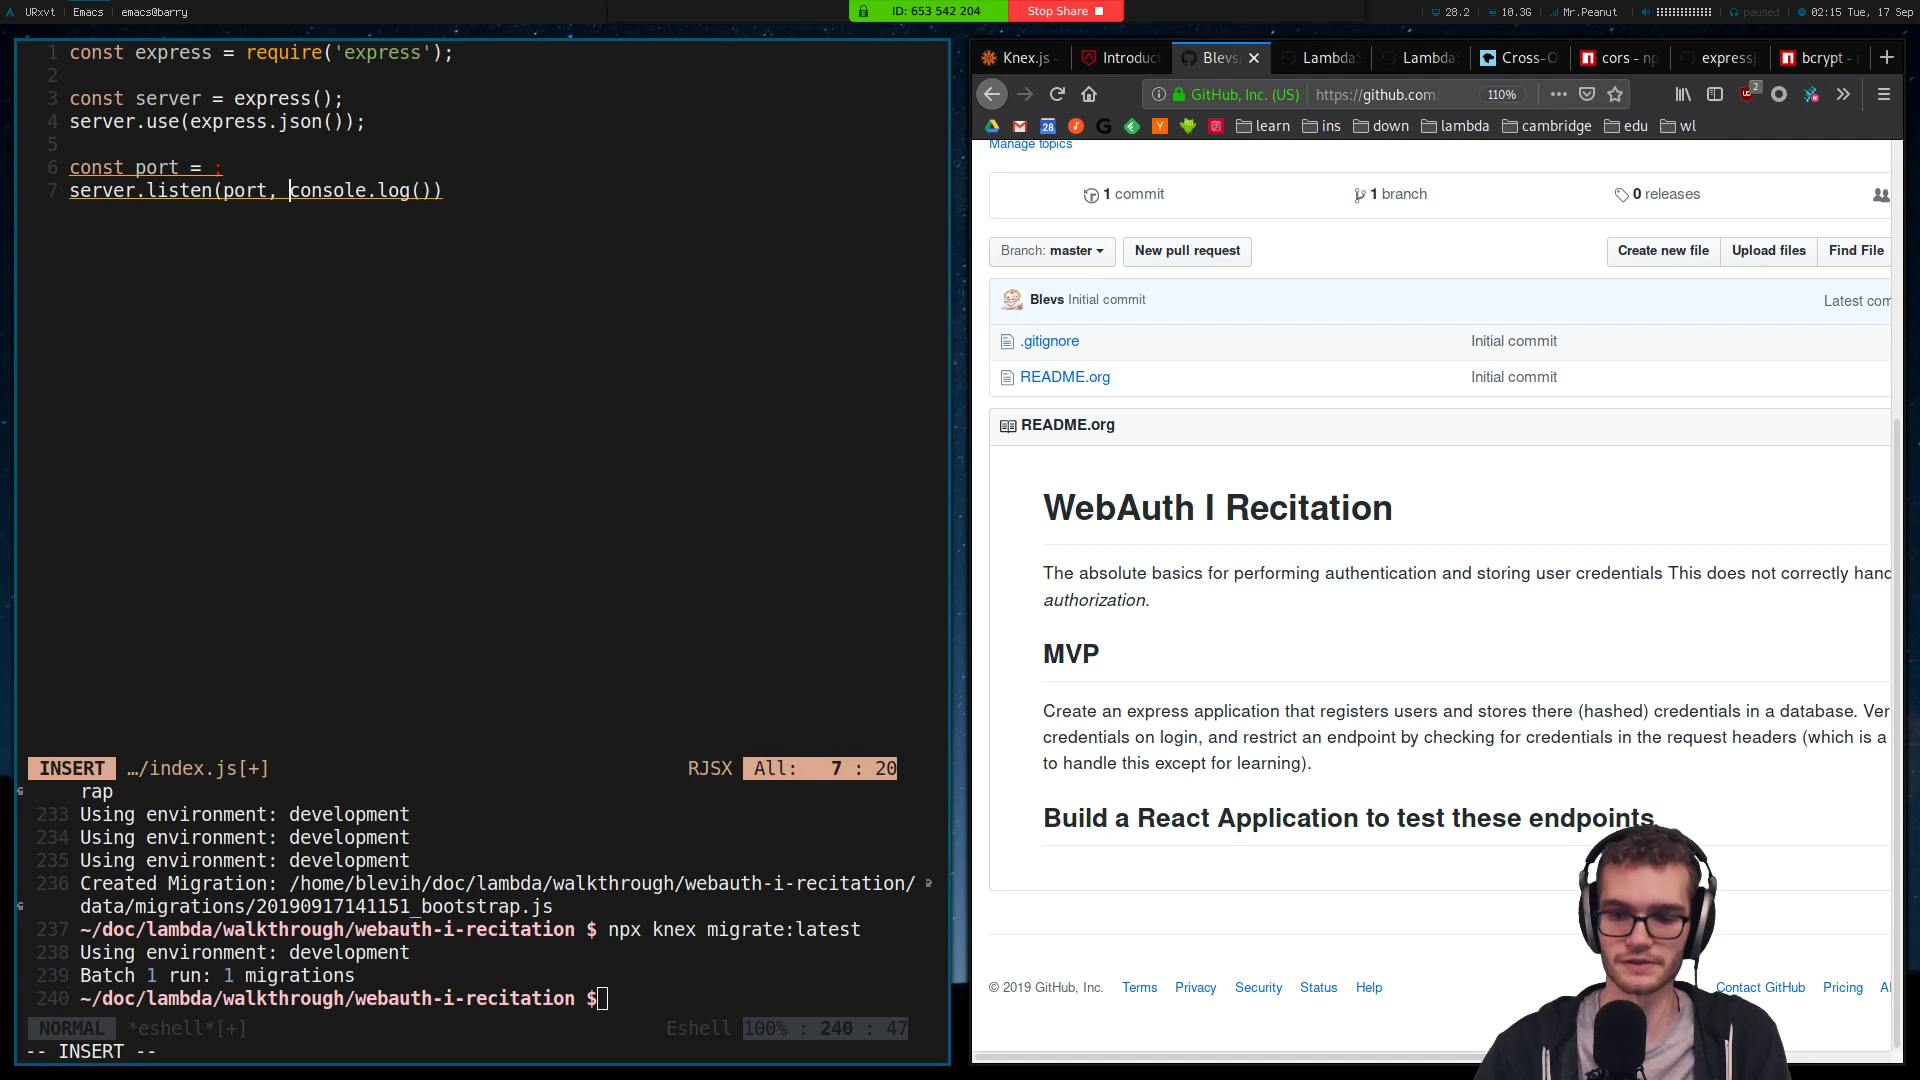 URxvt Emacs emacs@barry
ID: 653 542 204 Stop Share
28.2 10.3G Mr.Peanut paused 02:15 Tue, 17 Sep
1 const express = require('express');
2
3 const server = express();
4 server.use(express.json());
5
6 const port = ;
7 server.listen(port, console.log())
INSERT …/index.js[+] RJSX All: 7 : 20
rap
233 Using environment: development
234 Using environment: development
235 Using environment: development
236 Created Migration: /home/blevih/doc/lambda/walkthrough/webauth-i-recitation/
data/migrations/20190917141151_bootstrap.js
237 ~/doc/lambda/walkthrough/webauth-i-recitation $ npx knex migrate:latest
238 Using environment: development
239 Batch 1 run: 1 migrations
240 ~/doc/lambda/walkthrough/webauth-i-recitation $
NORMAL *eshell*[+] Eshell 100% : 240 : 47
-- INSERT --
Knex.js - Introduc Blevs/ LambdaS LambdaS Cross-O cors - np expressj bcrypt -
GitHub, Inc. (US) https://github.com/ 110% 2
28 learn ins down lambda cambridge edu wl
Manage topics
1 commit 1 branch 0 releases
Branch: master New pull request Create new file Upload files Find File
Blevs Initial commit Latest com
.gitignore Initial commit
README.org Initial commit
README.org
WebAuth I Recitation
The absolute basics for performing authentication and storing user credentials This does not correctly hand
authorization.
MVP
Create an express application that registers users and stores there (hashed) credentials in a database. Ver
credentials on login, and restrict an endpoint by checking for credentials in the request headers (which is a
to handle this except for learning).
Build a React Application to test these endpoints.
© 2019 GitHub, Inc. Terms Privacy Security Status Help Contact GitHub Pricing A